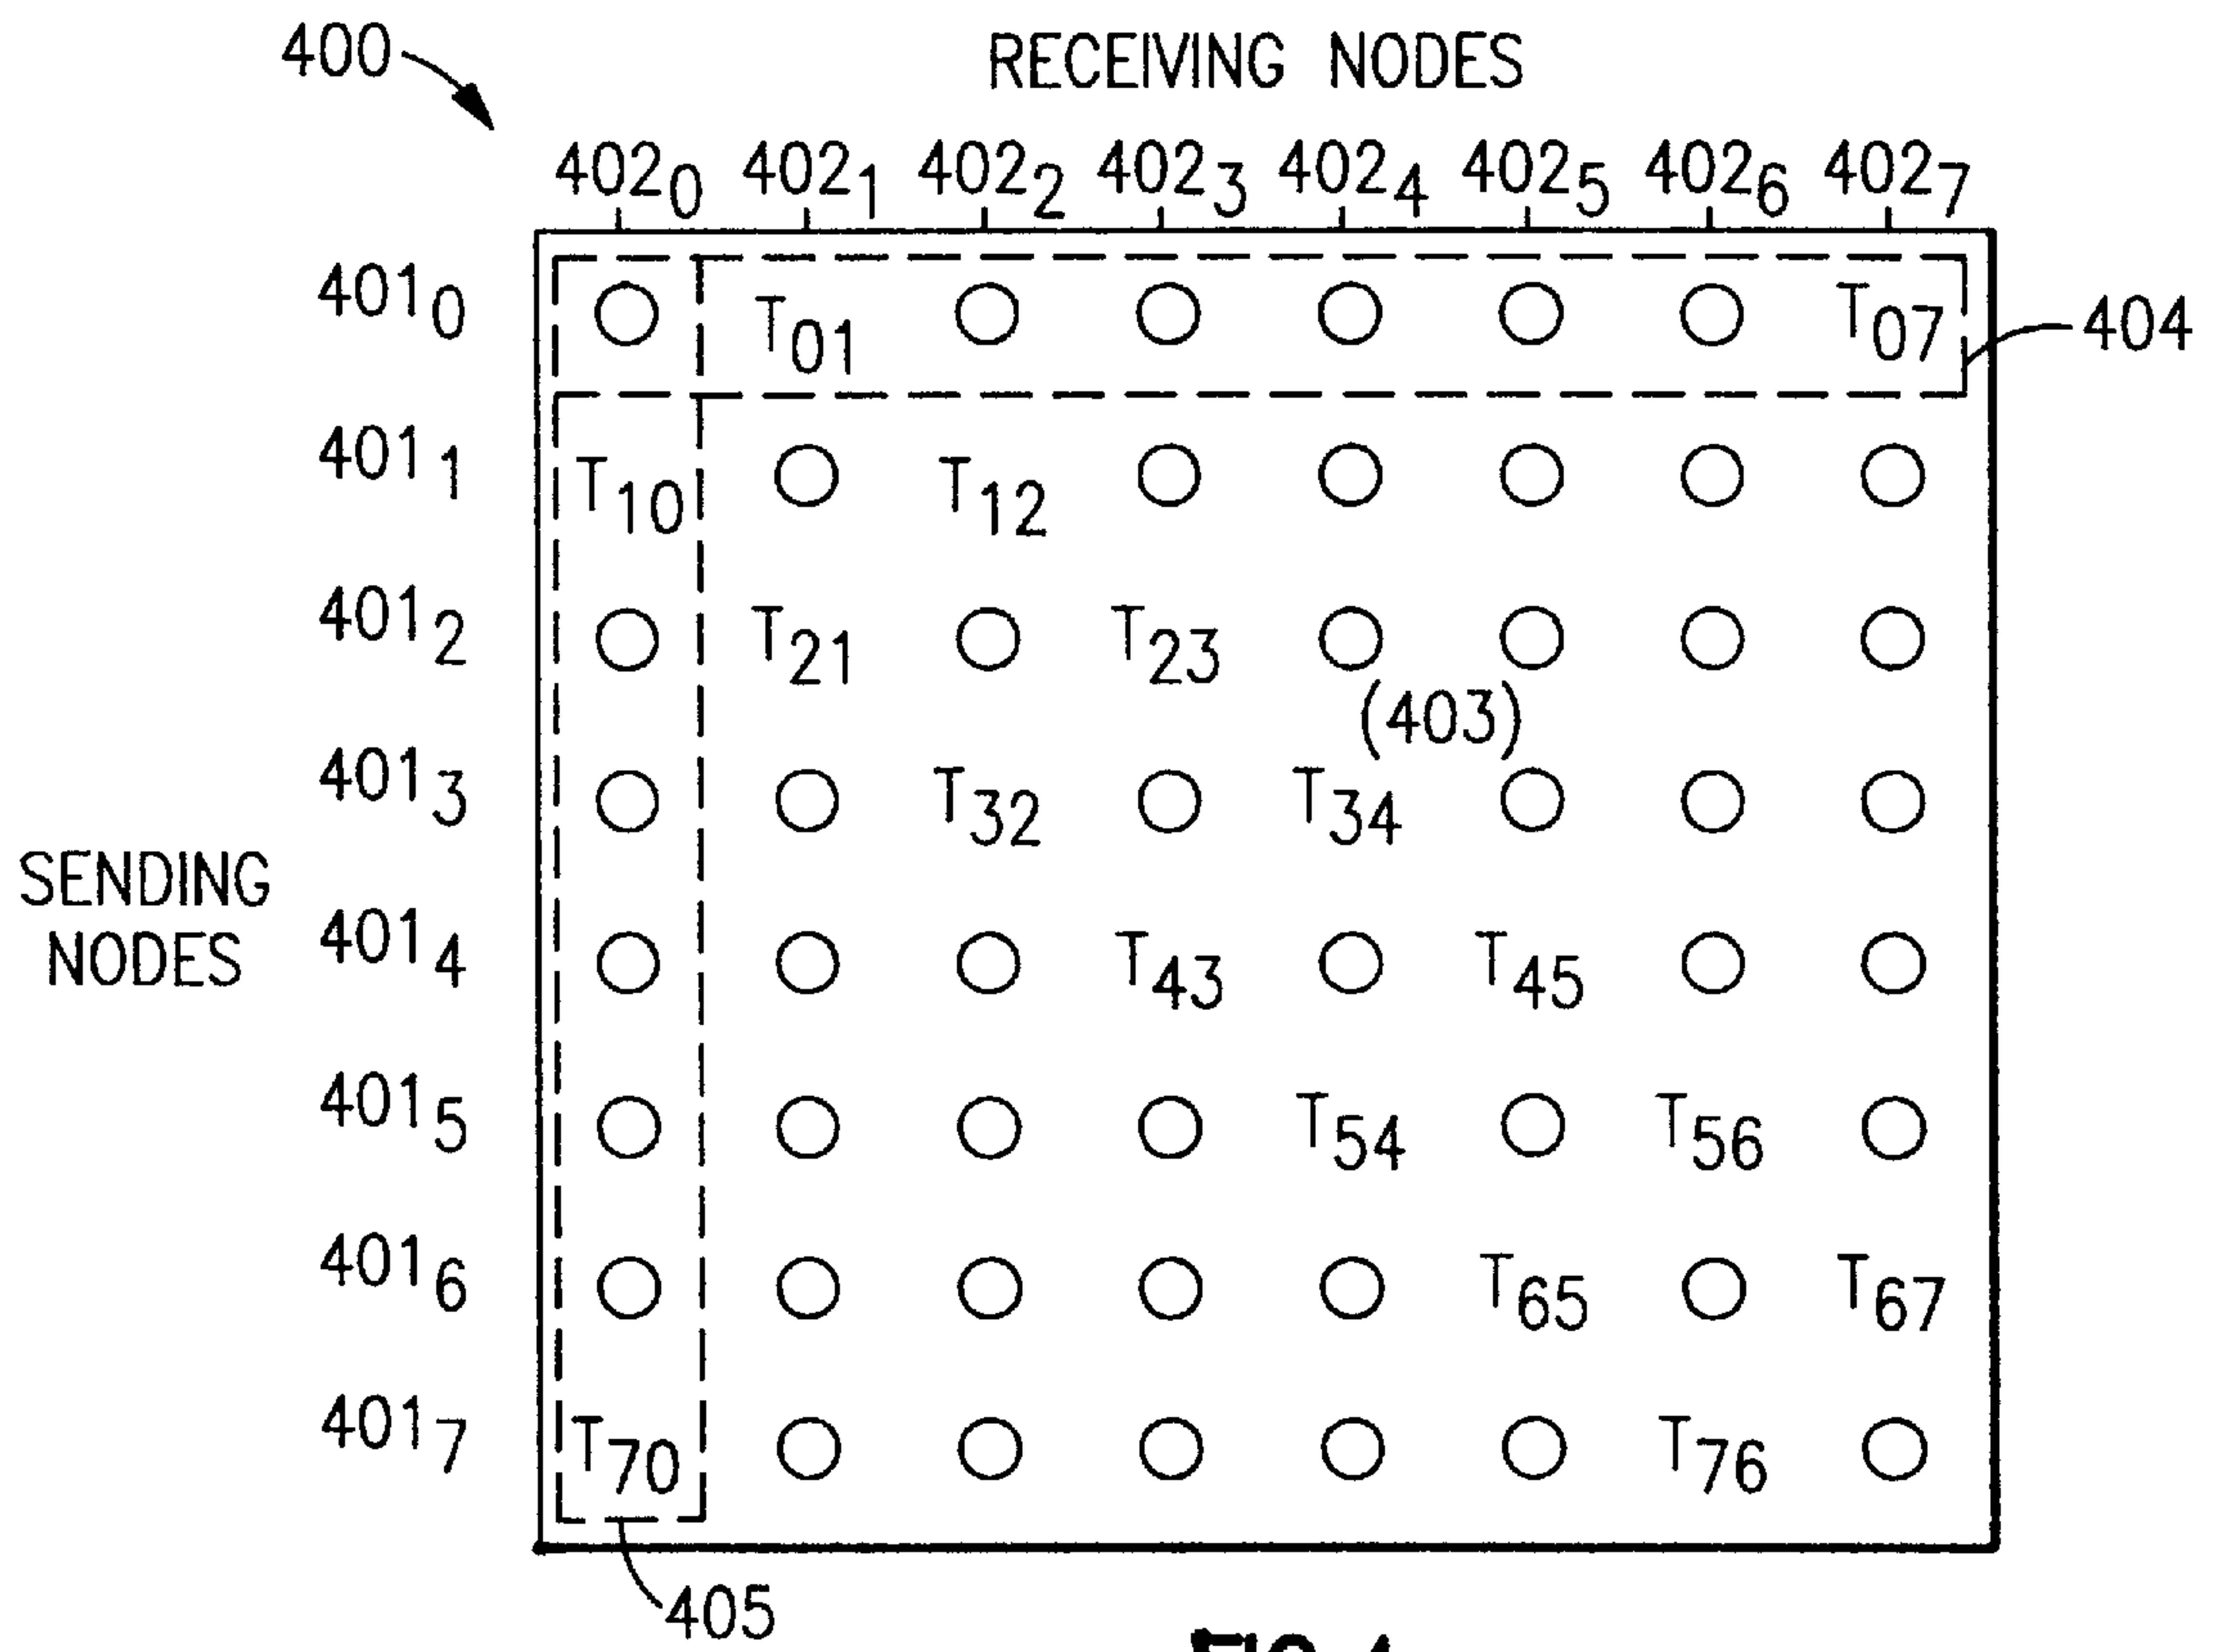 400
RECEIVING NODES
402₀ 402₁ 402₂ 402₃ 402₄ 402₅ 402₆ 402₇
401₀ T₀₁ T₀₇ 404
401₁ T₁₀ T₁₂
401₂ T₂₁ T₂₃
(403)
401₃ T₃₂ T₃₄
SENDING
NODES
401₄ T₄₃ T₄₅
401₅ T₅₄ T₅₆
401₆ T₆₅ T₆₇
401₇ T₇₀ T₇₆
405